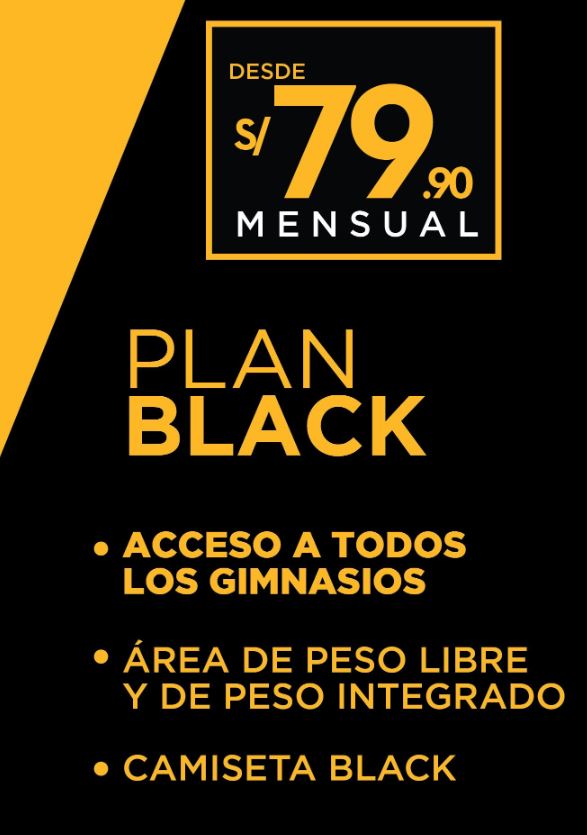 DESDE
S/79.90
MENSUAL
PLAN
BLACK
• ACCESO A TODOS
LOS GIMNASIOS
• ÁREA DE PESO LIBRE
Y DE PESO INTEGRADO
• CAMISETA BLACK